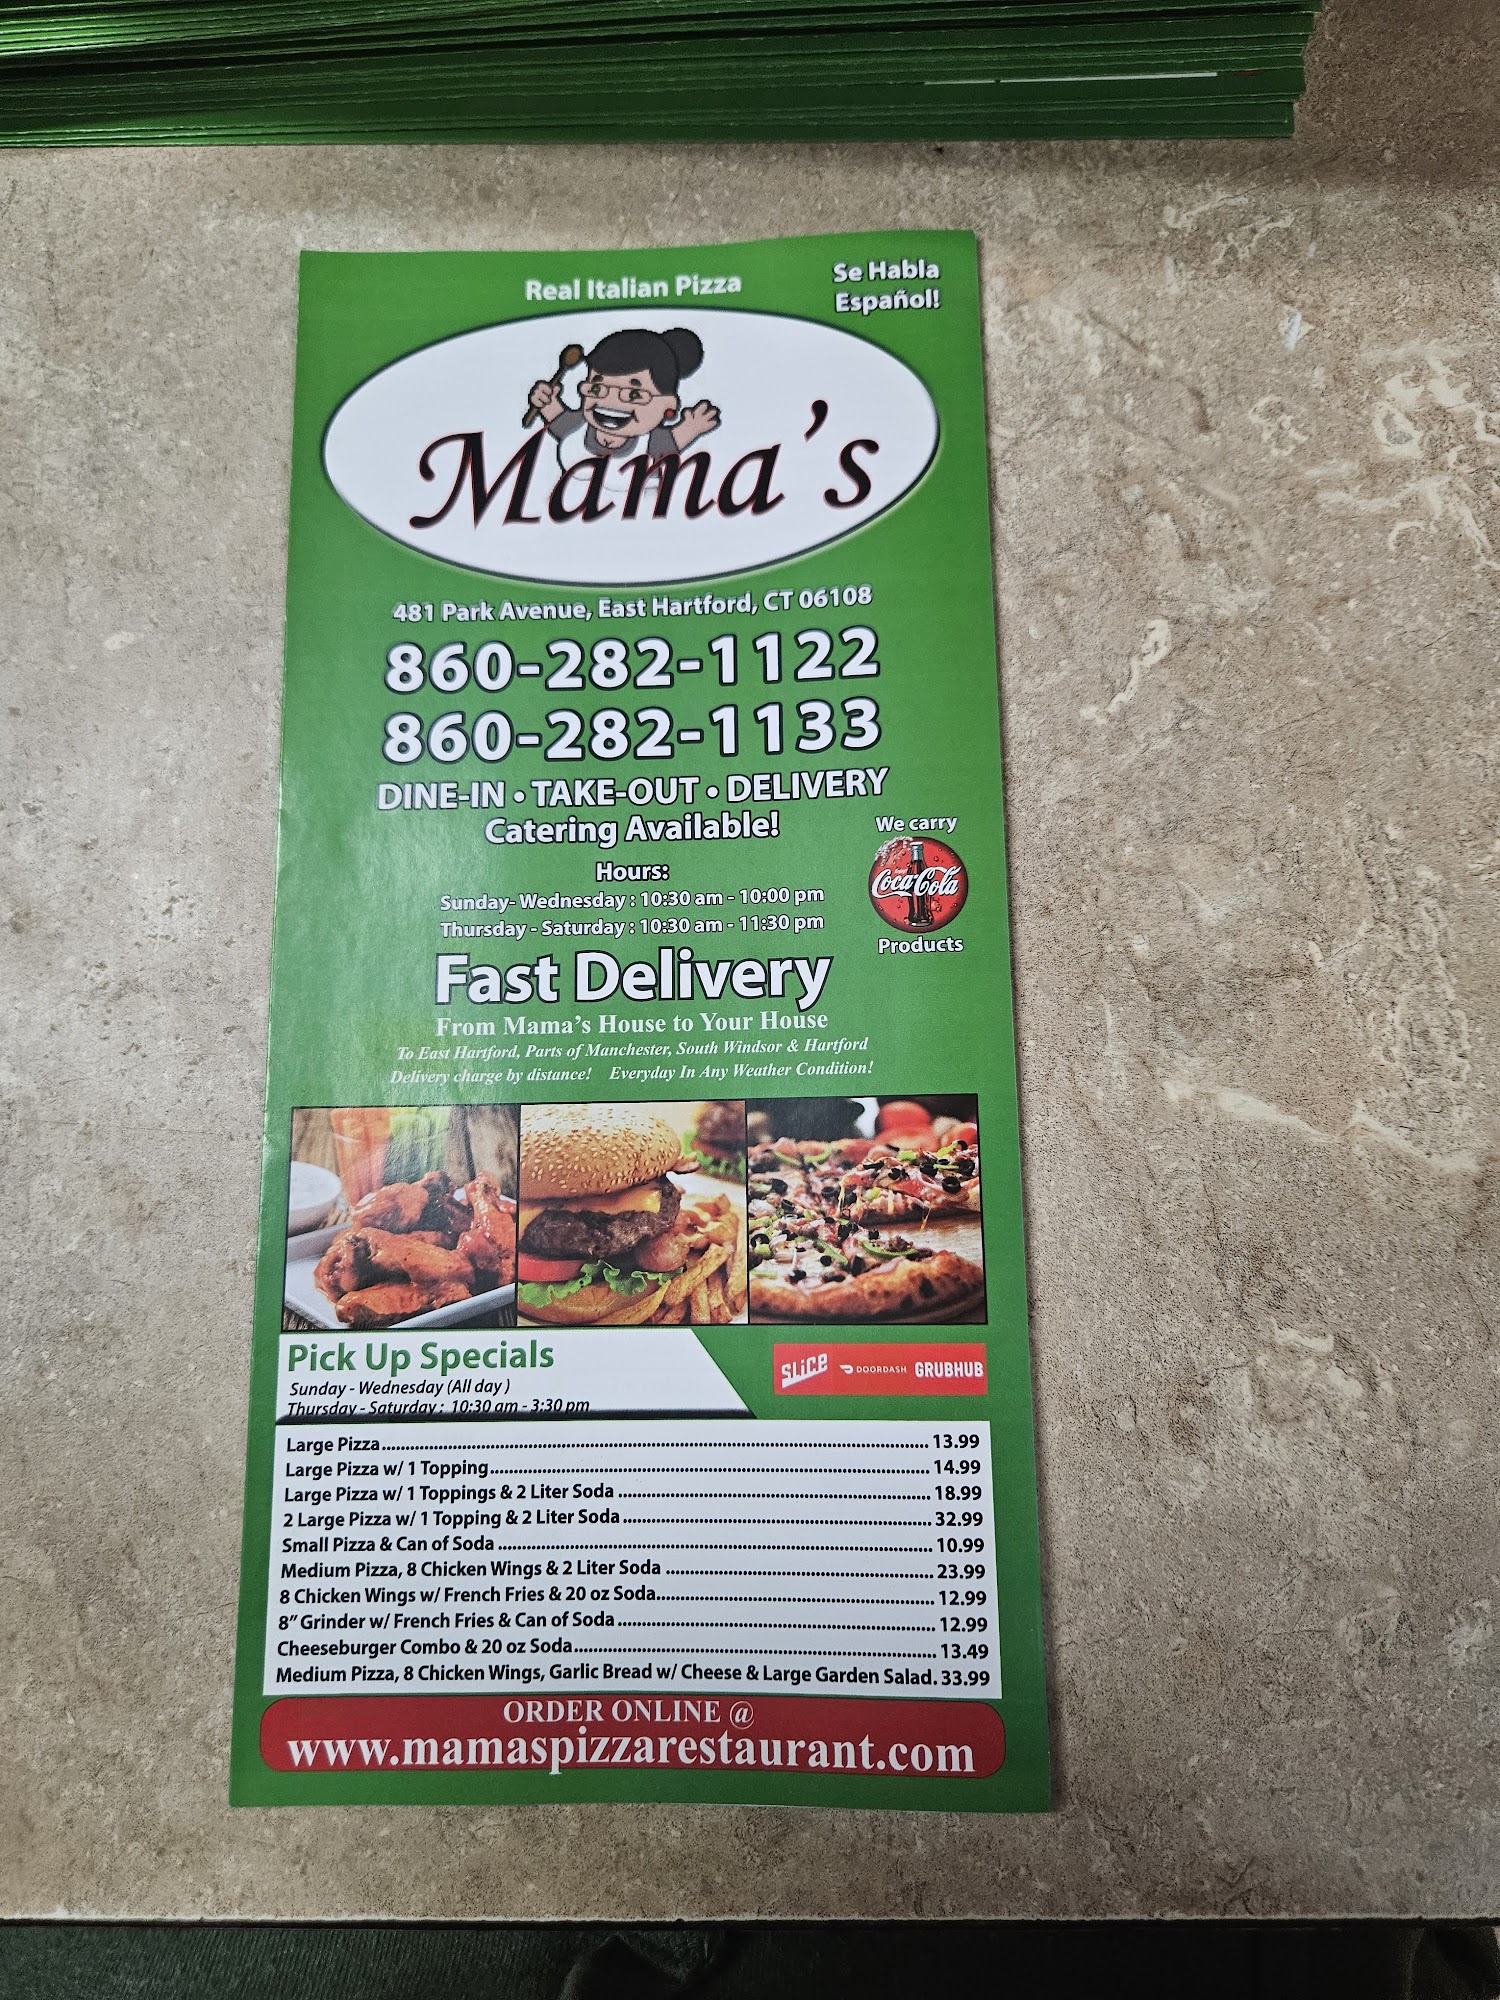 Real Italian Pizza
Se Habla
Español!
Mama's
481 Park Avenue, East Hartford, CT 06108
860-282-1122
860-282-1133
DINE-IN • TAKE-OUT • DELIVERY
Catering Available!
We carry
Coca-Cola
Products
Hours:
Sunday- Wednesday : 10:30 am - 10:00 pm
Thursday - Saturday : 10:30 am - 11:30 pm
Fast Delivery
From Mama's House to Your House
To East Hartford, Parts of Manchester, South Windsor & Hartford
Delivery charge by distance! Everyday In Any Weather Condition!
Pick Up Specials
Sunday - Wednesday (All day )
Thursday - Saturday : 10:30 am - 3:30 pm
SLICE DOORDASH GRUBHUB
Large Pizza 13.99
Large Pizza w/ 1 Topping 14.99
Large Pizza w/ 1 Toppings & 2 Liter Soda 18.99
2 Large Pizza w/ 1 Topping & 2 Liter Soda 32.99
Small Pizza & Can of Soda 10.99
Medium Pizza, 8 Chicken Wings & 2 Liter Soda 23.99
8 Chicken Wings w/ French Fries & 20 oz Soda 12.99
8” Grinder w/ French Fries & Can of Soda 12.99
Cheeseburger Combo & 20 oz Soda 13.49
Medium Pizza, 8 Chicken Wings, Garlic Bread w/ Cheese & Large Garden Salad. 33.99
ORDER ONLINE @
www.mamaspizzarestaurant.com